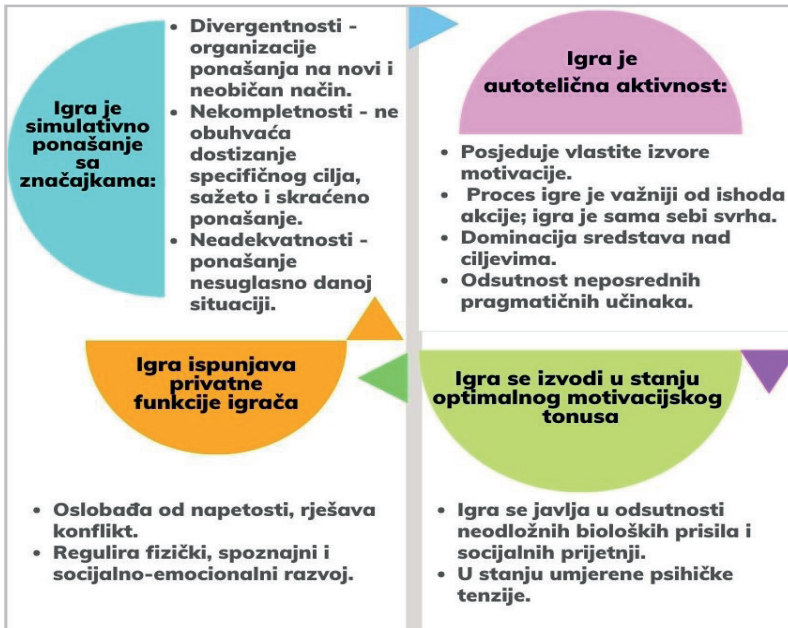 Igra je
simulativno
ponašanje
sa
značajkama:
• Divergentnosti -
organizacije
ponašanja na novi i
neobičan način.
• Nekompletnosti - ne
obuhvaća
dostizanje
specifičnog cilja,
sažeto i skraćeno
ponašanje.
• Neadekvatnosti -
ponašanje
nesuglasno danoj
situaciji.
Igra je
autotelična aktivnost:
• Posjeduje vlastite izvore
motivacije.
• Proces igre je važniji od ishoda
akcije; igra je sama sebi svrha.
• Dominacija sredstava nad
ciljevima.
• Odsutnost neposrednih
pragmatičnih učinaka.
Igra ispunjava
privatne
funkcije igrača
• Oslobađa od napetosti, rješava
konflikt.
• Regulira fizički, spoznajni i
socijalno-emocionalni razvoj.
Igra se izvodi u stanju
optimalnog motivacijskog
tonusa
• Igra se javlja u odsutnosti
neodložnih bioloških prisila i
socijalnih prijetnji.
• U stanju umjerene psihičke
tenzije.